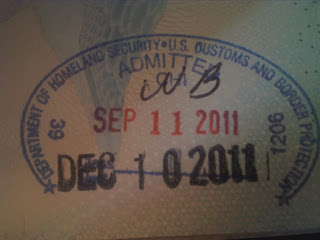 DEPARTMENT OF HOMELAND SECURITY • U.S. CUSTOMS AND BORDER PROTECTION
ADMITTED
39
SEP 11 2011
1206
DEC 10 2011